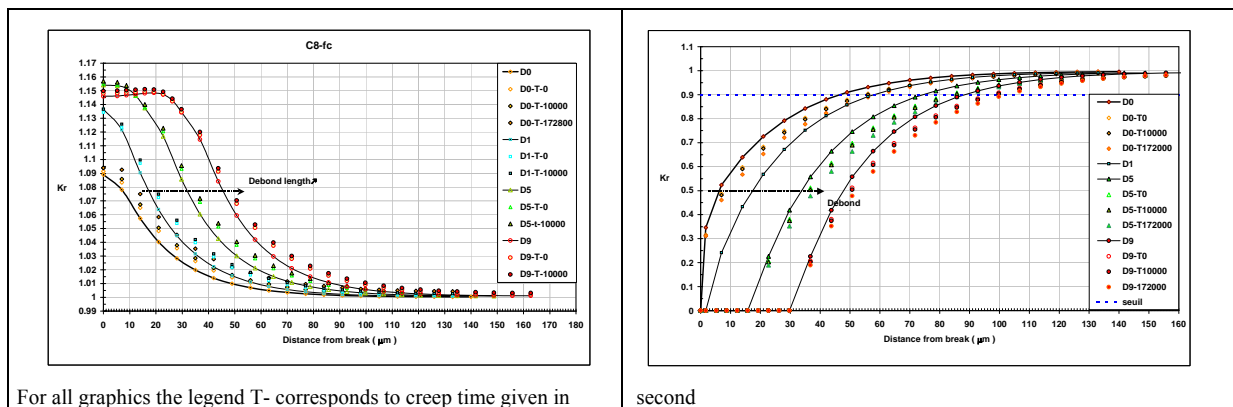 C8-fc
1.17
1.16
1.15
1.14
1.13
1.12
1.11
1.1
1.09
1.08
1.07
1.06
1.05
1.04
1.03
1.02
1.01
1
0.99
Kr
Debond length
0 10 20 30 40 50 60 70 80 90 100 110 120 130 140 150 160 170 180
Distance from break ( μm )
D0
D0-T-0
D0-T-10000
D0-T-172800
D1
D1-T-0
D1-T-10000
D5
D5-T-0
D5-t-10000
D9
D9-T-0
D9-T-10000
1.1
1
0.9
0.8
0.7
0.6
0.5
0.4
0.3
0.2
0.1
0
Kr
Debond
0 10 20 30 40 50 60 70 80 90 100 110 120 130 140 150 160
Distance from break ( μm )
D0
D0-T0
D0-T10000
D0-T172000
D1
D5
D5-T0
D5-T10000
D5-T172000
D9
D9-T0
D9-T10000
D9-172000
seuil
For all graphics the legend T- corresponds to creep time given in
second